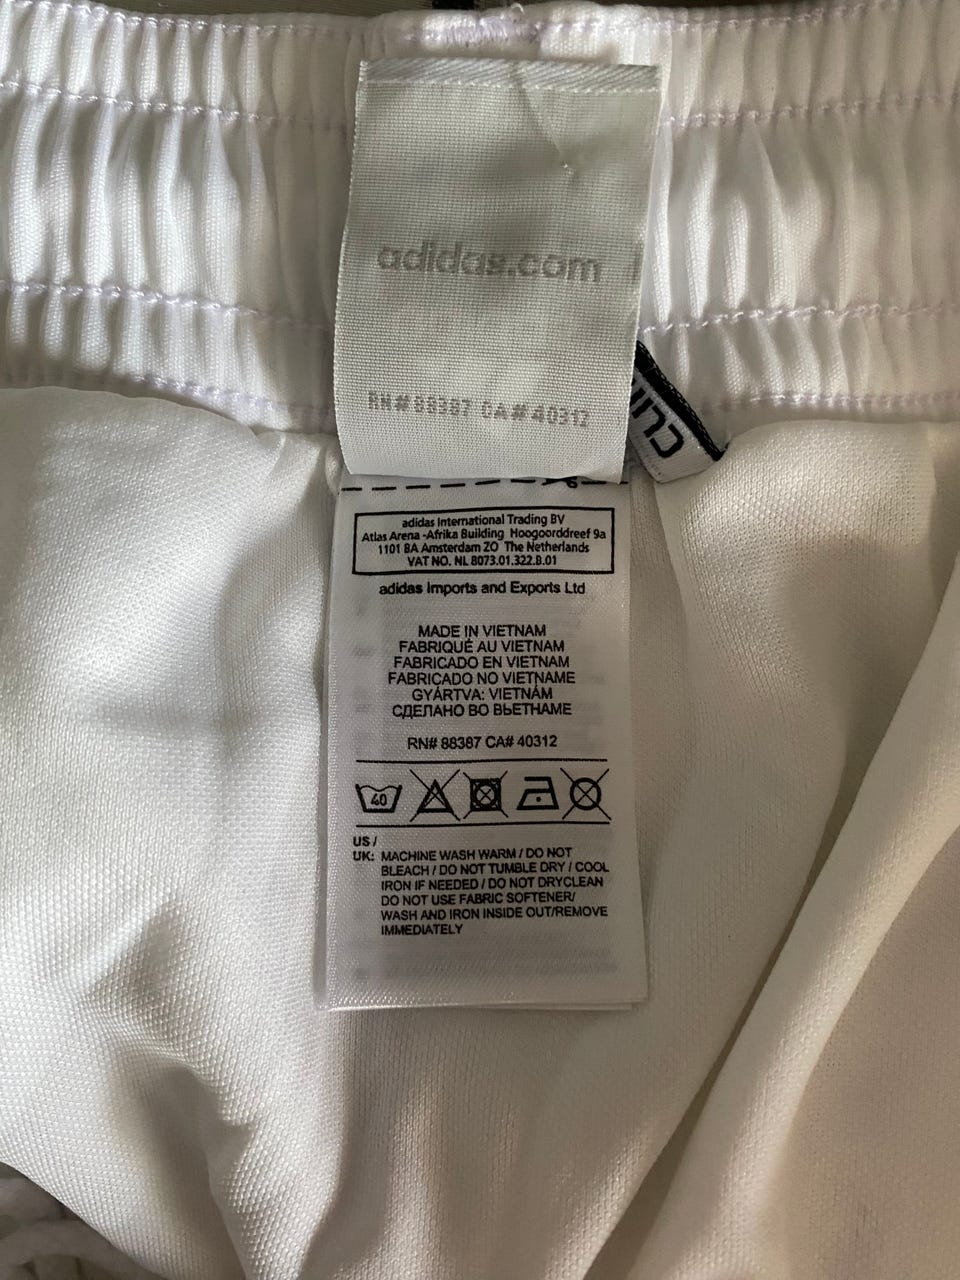 adidas.com
RN#88387 CA#40312
adidas International Trading BV
Atlas Arena -Afrika Building Hoogoorddreef 9a
1101 BA Amsterdam ZO The Netherlands
VAT NO. NL 8073.01.322.B.01
adidas Imports and Exports Ltd
MADE IN VIETNAM
FABRIQUÉ AU VIETNAM
FABRICADO EN VIETNAM
FABRICADO NO VIETNAME
GYÁRTVA: VIETNÁM
СДЕЛАНО ВО ВЬЕТНАМЕ
RN# 88387 CA# 40312
40
US /
UK: MACHINE WASH WARM / DO NOT
BLEACH / DO NOT TUMBLE DRY / COOL
IRON IF NEEDED / DO NOT DRYCLEAN
DO NOT USE FABRIC SOFTENER/
WASH AND IRON INSIDE OUT/REMOVE
IMMEDIATELY